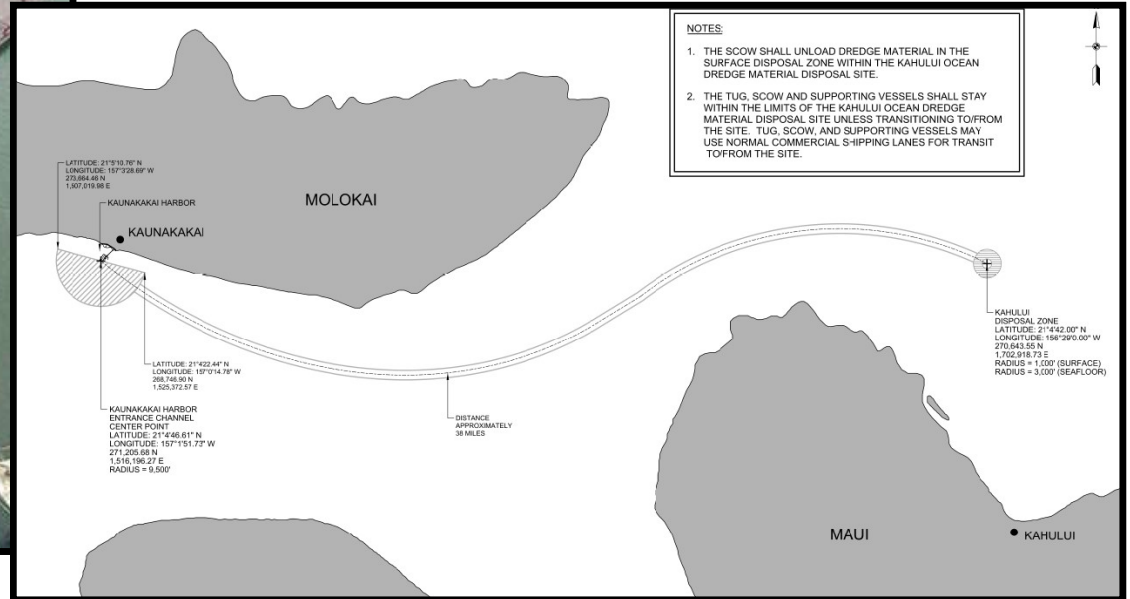 NOTES:
1. THE SCOW SHALL UNLOAD DREDGE MATERIAL IN THE
SURFACE DISPOSAL ZONE WITHIN THE KAHULUI OCEAN
DREDGE MATERIAL DISPOSAL SITE.
2. THE TUG, SCOW AND SUPPORTING VESSELS SHALL STAY
WITHIN THE LIMITS OF THE KAHULUI OCEAN DREDGE
MATERIAL DISPOSAL SITE UNLESS TRANSITIONING TO/FROM
THE SITE. TUG, SCOW, AND SUPPORTING VESSELS MAY
USE NORMAL COMMERCIAL SHIPPING LANES FOR TRANSIT
TO/FROM THE SITE.
LATITUDE: 21°5'10.76" N
LONGITUDE: 157°3'28.69" W
273,664.46 N
1,507,019.98 E
KAUNAKAKAI HARBOR
MOLOKAI
KAUNAKAKAI
LATITUDE: 21°4'22.44" N
LONGITUDE: 157°0'14.78" W
268,746.90 N
1,525,372.57 E
KAUNAKAKAI HARBOR
ENTRANCE CHANNEL
CENTER POINT
LATITUDE: 21°4'46.61" N
LONGITUDE: 157°1'51.73" W
271,205.68 N
1,516,196.27 E
RADIUS = 9,500'
DISTANCE
APPROXIMATELY
38 MILES
KAHULUI
DISPOSAL ZONE
LATITUDE: 21°4'42.00" N
LONGITUDE: 156°29'0.00" W
270,643.55 N
1,702,918.73 E
RADIUS = 1,000' (SURFACE)
RADIUS = 3,000' (SEAFLOOR)
MAUI
KAHULUI